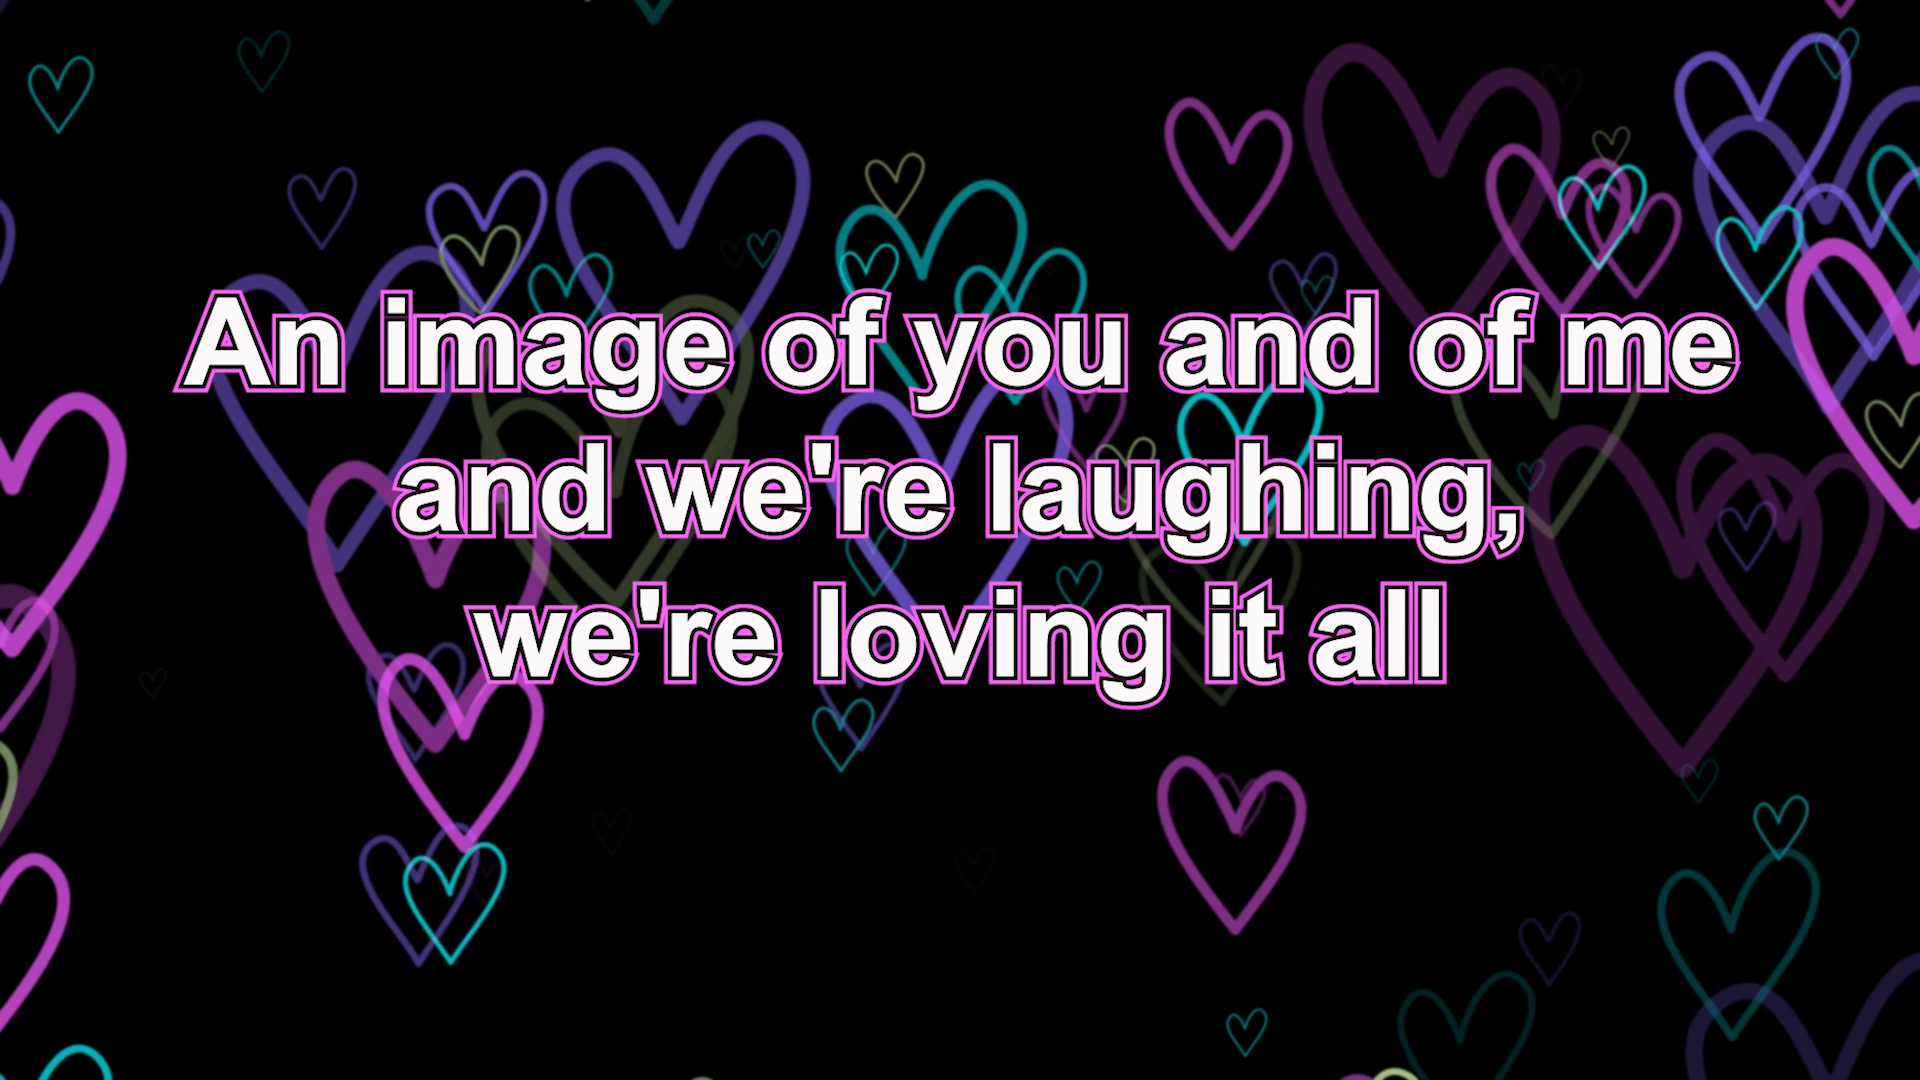 An image of you and of me
and we're laughing,
we're loving it all